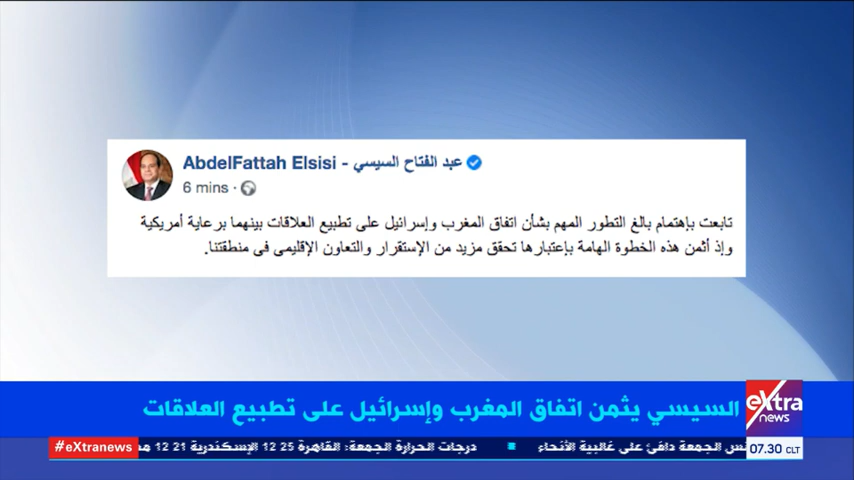 AbdelFattah Elsisi - عبد الفتاح السيسي
6 mins ·
تابعت بإهتمام بالغ التطور المهم بشأن اتفاق المغرب وإسرائيل على تطبيع العلاقات بينهما برعاية أمريكية
وإذ أثمن هذه الخطوة الهامة بإعتبارها تحقق مزيد من الإستقرار والتعاون الإقليمى فى منطقتنا.
السيسي يثمن اتفاق المغرب وإسرائيل على تطبيع العلاقات
eXtra
news
#eXtranews
درجات الحرارة الجمعة: القاهرة 25 12 الإسكندرية 21 12
الجمعة دافئ على غالبية الأنحاء
07.30 CLT